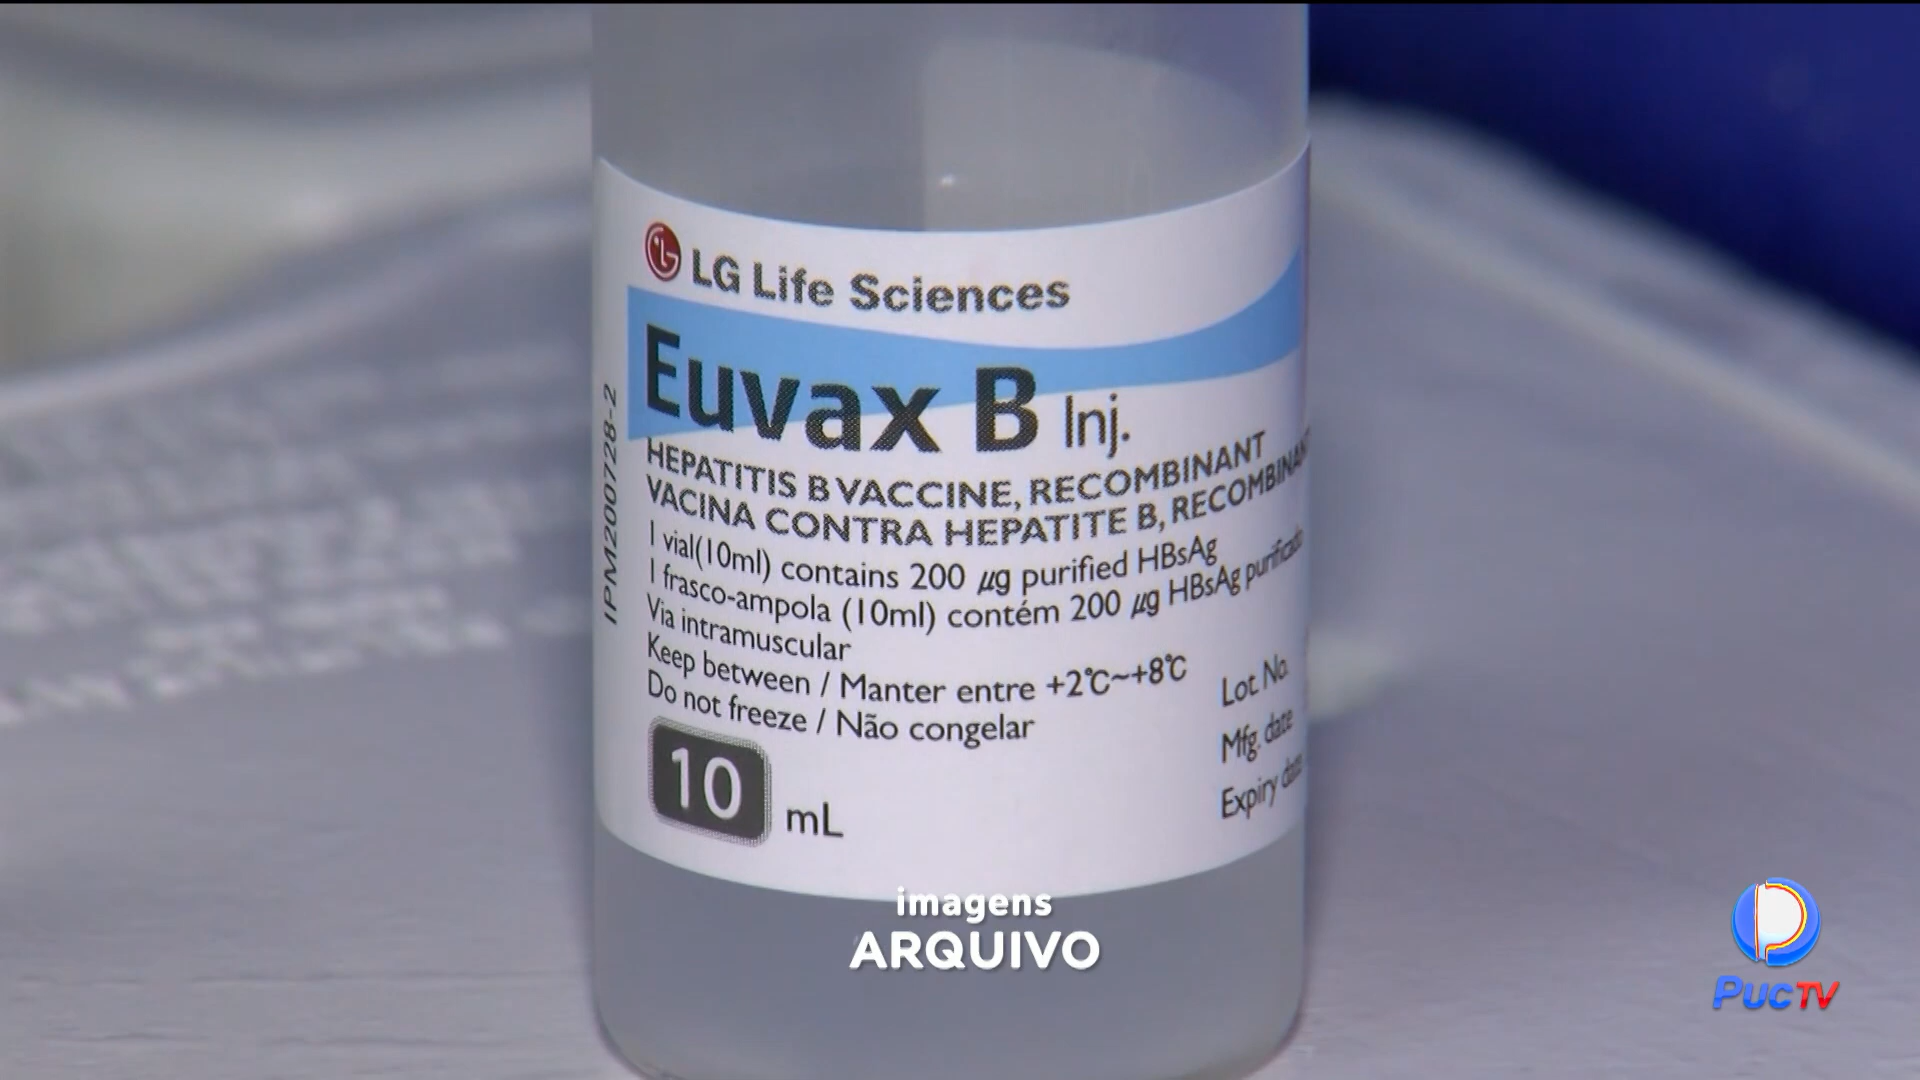 LG Life Sciences
Euvax B Inj.
HEPATITIS B VACCINE, RECOMBINANT
VACINA CONTRA HEPATITE B,
1 vial(10ml) contains 200 µg purified HBsAg
1 frasco-ampola (10ml) contém 200 µg HBsAg purificado
Via intramuscular
Keep between / Manter entre +2℃~+8℃
Do not freeze / Não congelar
10 mL
IPM200728-2
Lot No.
Mfg. date
Expiry date
imagens
ARQUIVO
PUC TV